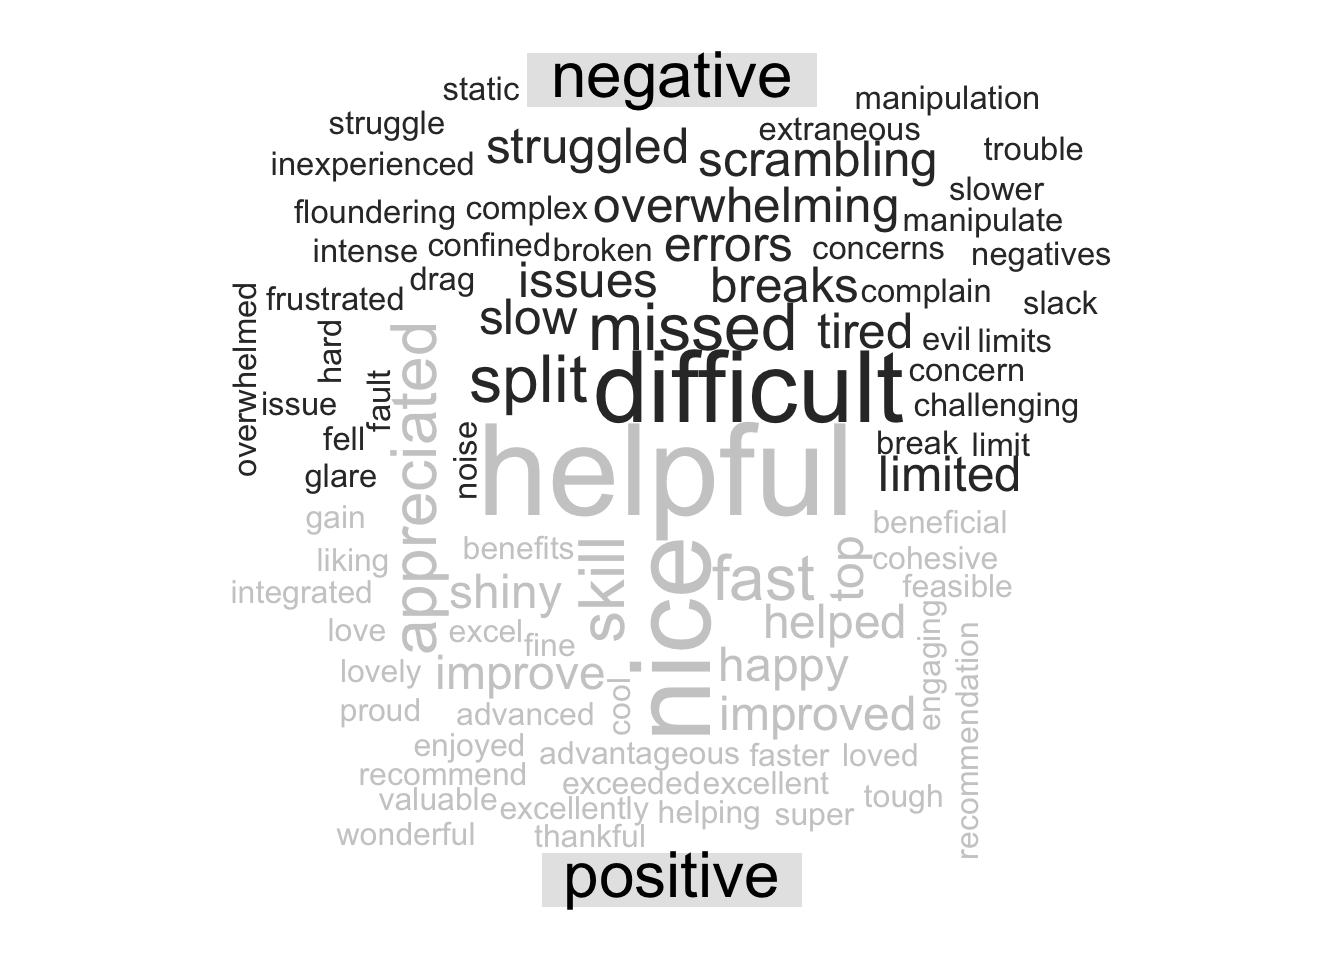 negative
static
manipulation
struggle
extraneous
struggled
scrambling
trouble
inexperienced
slower
floundering
complex
overwhelming
manipulate
intense
confined
broken
errors
concerns
negatives
drag
issues
breaks
complain
frustrated
slack
overwhelmed
hard
slow
missed
tired
evil
limits
appreciated
fault
split
difficult
concern
issue
challenging
fell
noise
helpful
break
limit
glare
limited
gain
beneficial
liking
benefits
skill
nice
fast
top
cohesive
integrated
shiny
feasible
love
excel
fine
helped
engaging
lovely
improve
happy
recommendation
proud
advanced
cool
improved
enjoyed
advantageous
faster
loved
recommend
exceeded
excellent
valuable
excellently
helping
super
tough
wonderful
thankful
positive